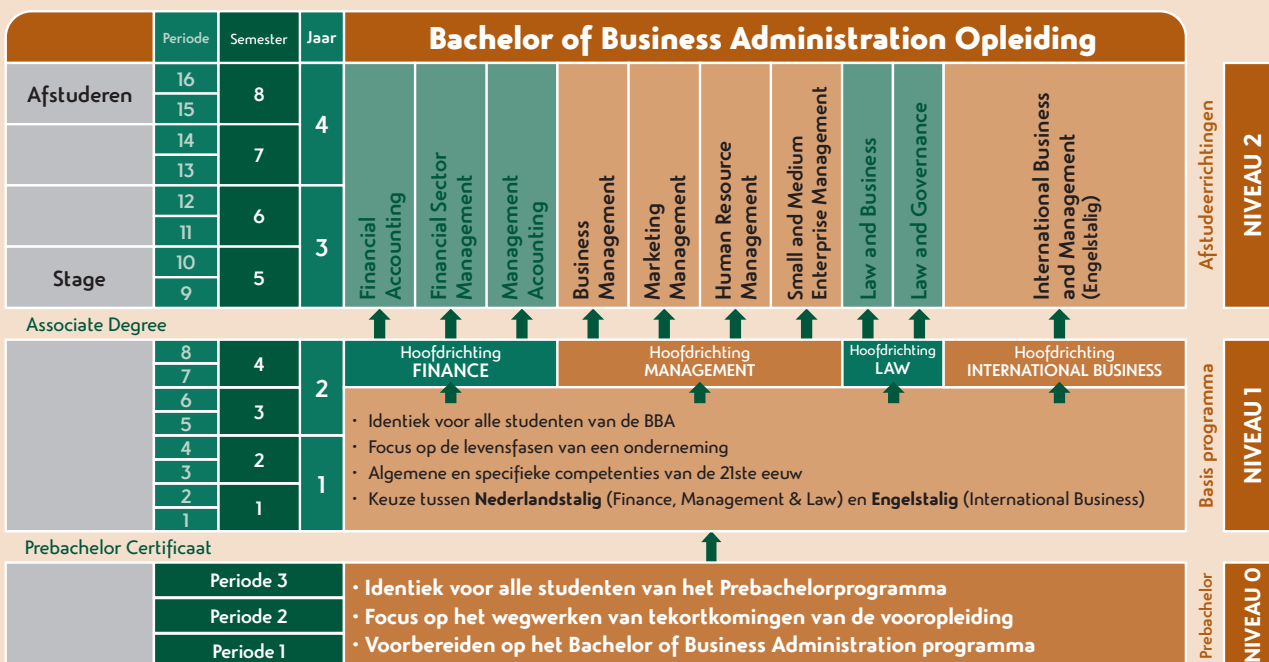 Periode
Semester
Jaar
Bachelor of Business Administration Opleiding
Afstuderen
16
15
8
4
14
13
7
12
11
6
3
Stage
10
9
5
Financial
Accounting
Financial Sector
Management
Management
Acounting
Business
Management
Marketing
Management
Human Resource
Management
Small and Medium
Enterprise Management
Law and Business
Law and Governance
International Business
and Management
(Engelstalig)
Afstudeerrichtingen
NIVEAU 2
Associate Degree
8
7
4
2
6
5
3
4
3
2
1
2
1
1
Hoofdrichting
FINANCE
Hoofdrichting
MANAGEMENT
Hoofdrichting
LAW
Hoofdrichting
INTERNATIONAL BUSINESS
• Identiek voor alle studenten van de BBA
• Focus op de levensfasen van een onderneming
• Algemene en specifieke competenties van de 21ste eeuw
• Keuze tussen Nederlandstalig (Finance, Management & Law) en Engelstalig (International Business)
Basis programma
NIVEAU 1
Prebachelor Certificaat
Periode 3
Periode 2
Periode 1
• Identiek voor alle studenten van het Prebachelorprogramma
• Focus op het wegwerken van tekortkomingen van de vooropleiding
• Voorbereiden op het Bachelor of Business Administration programma
Prebachelor
NIVEAU 0